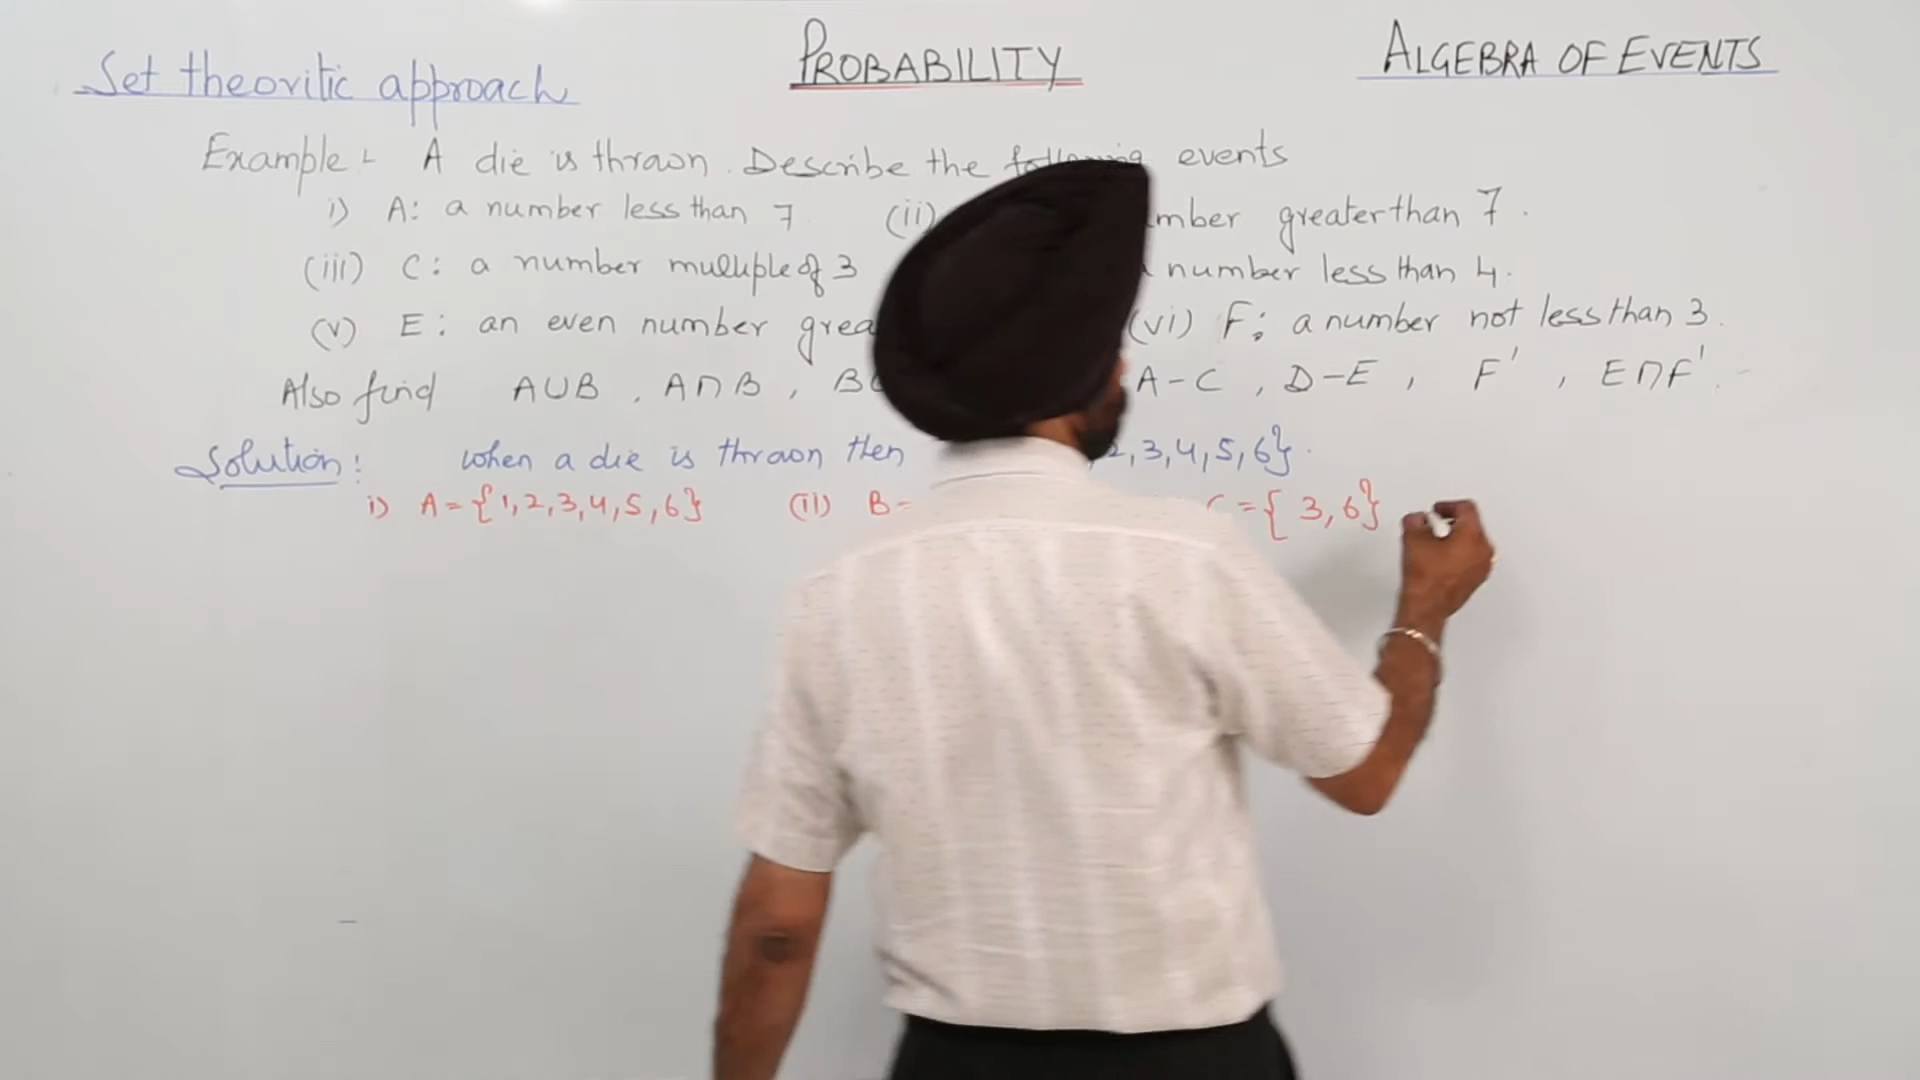 Set theoritic approach PROBABILITY ALGEBRA OF EVENTS
Example :- A die is thrown. Describe the following events
i) A: a number less than 7 (ii) number greater than 7.
(iii) C: a number multiple of 3 a number less than 4.
(v) E: an even number (vi) F: a number not less than 3.
Also find A∪B, A∩B, A-C, D-E, F', E∩F'.
Solution: when a die is thrown then 2,3,4,5,6}.
i) A={1,2,3,4,5,6} (ii) B= C={3,6}